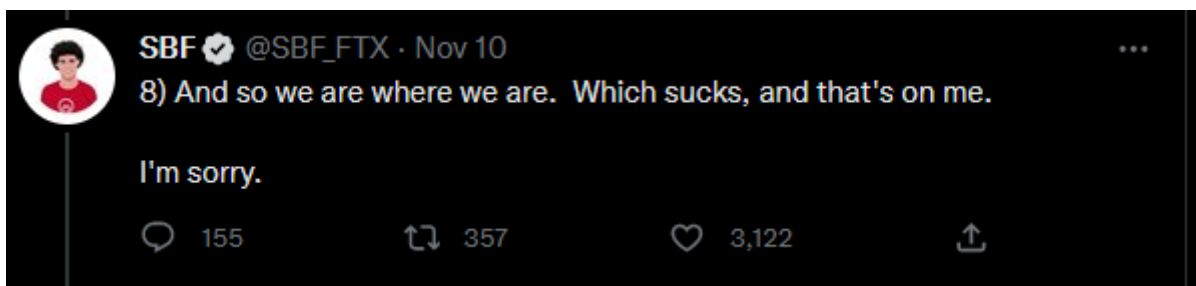 SBF @SBF_FTX · Nov 10
8) And so we are where we are.  Which sucks, and that's on me.
I'm sorry.
155 357 3,122